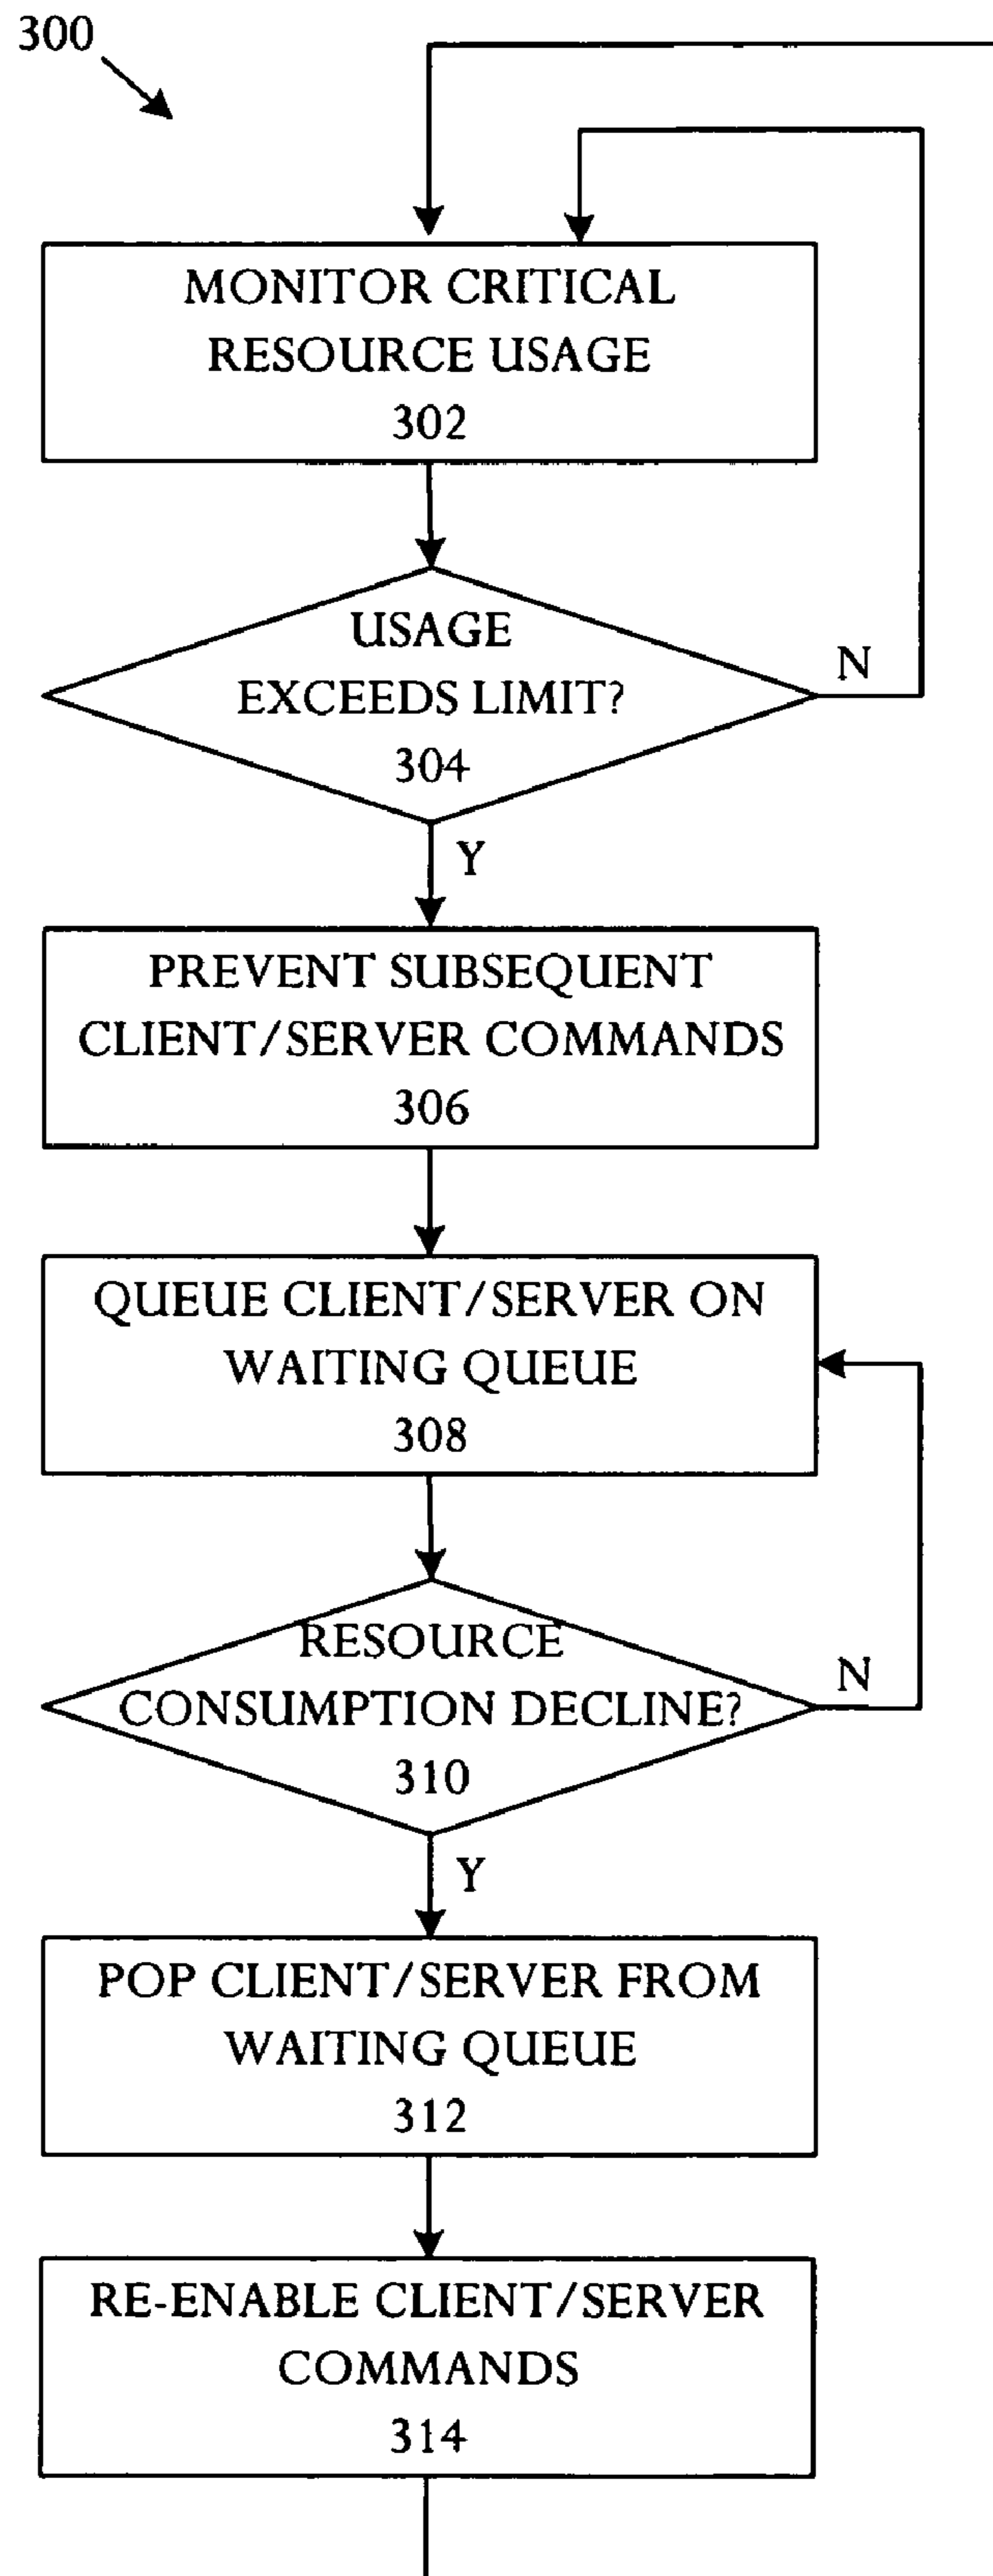 300
MONITOR CRITICAL
RESOURCE USAGE
302
USAGE
EXCEEDS LIMIT?
304
N
Y
PREVENT SUBSEQUENT
CLIENT/SERVER COMMANDS
306
QUEUE CLIENT/SERVER ON
WAITING QUEUE
308
RESOURCE
CONSUMPTION DECLINE?
310
N
Y
POP CLIENT/SERVER FROM
WAITING QUEUE
312
RE-ENABLE CLIENT/SERVER
COMMANDS
314